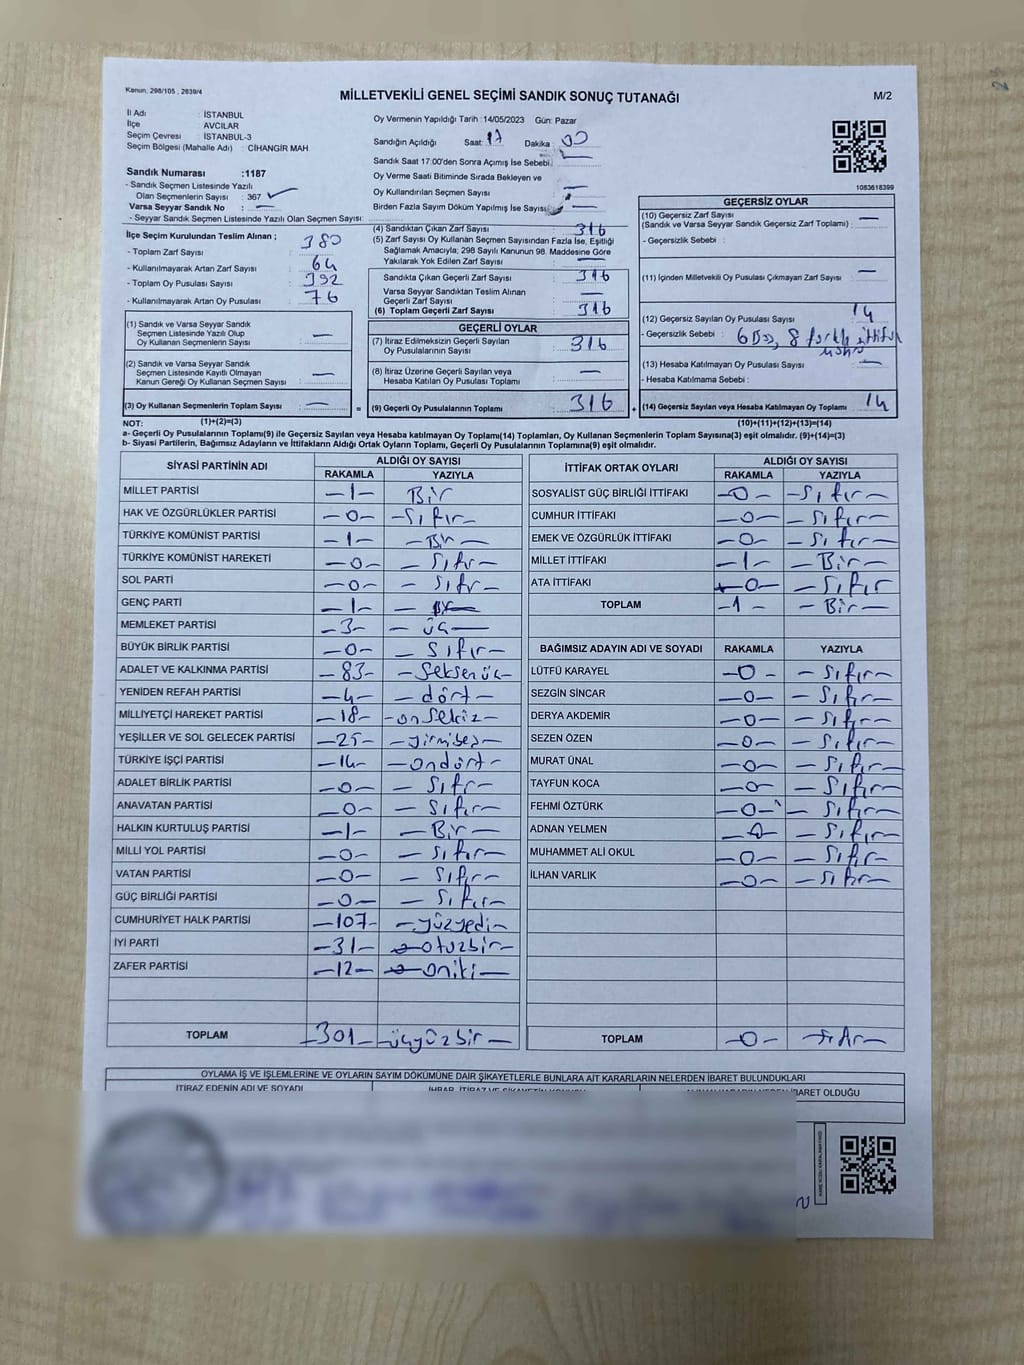 Kanun: 298/105 , 2839/4
MİLLETVEKİLİ GENEL SEÇİMİ SANDIK SONUÇ TUTANAĞI
M/2
İl Adı : İSTANBUL
İlçe : AVCILAR
Seçim Çevresi : İSTANBUL-3
Seçim Bölgesi (Mahalle Adı) : CİHANGİR MAH
Sandık Numarası :1187
- Sandık Seçmen Listesinde Yazılı
Olan Seçmenlerin Sayısı : 367
Varsa Seyyar Sandık No : —
- Seyyar Sandık Seçmen Listesinde Yazılı Olan Seçmen Sayısı:
Oy Vermenin Yapıldığı Tarih :14/05/2023 Gün: Pazar
Sandığın Açıldığı Saat: 17 Dakika : 00
Sandık Saat 17:00'den Sonra Açımış İse Sebebi: —
Oy Verme Saati Bitiminde Sırada Bekleyen ve
Oy Kullandırılan Seçmen Sayısı : —
Birden Fazla Sayım Döküm Yapılmış İse Sayısı: —
1083618399
İlçe Seçim Kurulundan Teslim Alınan ;
- Toplam Zarf Sayısı : 380
- Kullanılmayarak Artan Zarf Sayısı : 64
- Toplam Oy Pusulası Sayısı : 392
- Kullanılmayarak Artan Oy Pusulası : 76
(1) Sandık ve Varsa Seyyar Sandık
Seçmen Listesinde Yazılı Olup
Oy Kullanan Seçmenlerin Sayısı : —
(2) Sandık ve Varsa Seyyar Sandık
Seçmen Listesinde Kayıtlı Olmayan
Kanun Gereği Oy Kullanan Seçmen Sayısı : —
(3) Oy Kullanan Seçmenlerin Toplam Sayısı : —
(4) Sandıktan Çıkan Zarf Sayısı : 316
(5) Zarf Sayısı Oy Kullanan Seçmen Sayısından Fazla İse, Eşitliği
Sağlamak Amacıyla; 298 Sayılı Kanunun 98. Maddesine Göre
Yakılarak Yok Edilen Zarf Sayısı : —
Sandıkta Çıkan Geçerli Zarf Sayısı : 316
Varsa Seyyar Sandıktan Teslim Alınan
Geçerli Zarf Sayısı : —
(6) Toplam Geçerli Zarf Sayısı : 316
GEÇERLİ OYLAR
(7) İtiraz Edilmeksizin Geçerli Sayılan
Oy Pusulalarının Sayısı : 316
(8) İtiraz Üzerine Geçerli Sayılan veya
Hesaba Katılan Oy Pusulası Toplamı : —
= (9) Geçerli Oy Pusulalarının Toplamı : 316
GEÇERSİZ OYLAR
(10) Geçersiz Zarf Sayısı : —
(Sandık ve Varsa Seyyar Sandık Geçersiz Zarf Toplamı)
- Geçersizlik Sebebi :
(11) İçinden Milletvekili Oy Pusulası Çıkmayan Zarf Sayısı : —
(12) Geçersiz Sayılan Oy Pusulası Sayısı : 14
- Geçersizlik Sebebi : 6 Boş, 8 farklı ittifak
(13) Hesaba Katılmayan Oy Pusulası Sayısı : —
- Hesaba Katılmama Sebebi :
+ (14) Geçersiz Sayılan veya Hesaba Katılmayan Oy Toplamı : 14
NOT: (1)+(2)=(3) (10)+(11)+(12)+(13)=(14)
a- Geçerli Oy Pusulalarının Toplamı(9) ile Geçersiz Sayılan veya Hesaba katılmayan Oy Toplamı(14) Toplamları, Oy Kullanan Seçmenlerin Toplam Sayısına(3) eşit olmalıdır. (9)+(14)=(3)
b- Siyasi Partilerin, Bağımsız Adayların ve İttifakların Aldığı Ortak Oyların Toplamı, Geçerli Oy Pusulalarının Toplamına(9) eşit olmalıdır.
SİYASİ PARTİNİN ADI ALDIĞI OY SAYISI
RAKAMLA YAZIYLA
MİLLET PARTİSİ —1— Bir
HAK VE ÖZGÜRLÜKLER PARTİSİ —0— —Sıfır—
TÜRKİYE KOMÜNİST PARTİSİ —1— —Bir—
TÜRKİYE KOMÜNİST HAREKETİ —0— — Sıfır—
SOL PARTİ —0— — Sıfır—
GENÇ PARTİ —1—
MEMLEKET PARTİSİ —3— — üç —
BÜYÜK BİRLİK PARTİSİ —0— — Sıfır—
ADALET VE KALKINMA PARTİSİ —83— —Seksenüç—
YENİDEN REFAH PARTİSİ —4— — dört —
MİLLİYETÇİ HAREKET PARTİSİ —18— —onsekiz—
YEŞİLLER VE SOL GELECEK PARTİSİ —25— —yirmibeş—
TÜRKİYE İŞÇİ PARTİSİ —14— —ondört—
ADALET BİRLİK PARTİSİ —0— — Sıfır—
ANAVATAN PARTİSİ —0— — Sıfır—
HALKIN KURTULUŞ PARTİSİ —1— — Bir —
MİLLİ YOL PARTİSİ —0— — Sıfır—
VATAN PARTİSİ —0— — Sıfır—
GÜÇ BİRLİĞİ PARTİSİ —0— — Sıfır—
CUMHURİYET HALK PARTİSİ —107— —yüzyedi—
İYİ PARTİ —31— otuzbir—
ZAFER PARTİSİ —12— oniki—
TOPLAM —301— —üçyüzbir—
İTTİFAK ORTAK OYLARI ALDIĞI OY SAYISI
RAKAMLA YAZIYLA
SOSYALİST GÜÇ BİRLİĞİ İTTİFAKI —0— —Sıfır—
CUMHUR İTTİFAKI —0— — Sıfır—
EMEK VE ÖZGÜRLÜK İTTİFAKI —0— — Sıfır—
MİLLET İTTİFAKI —1— — Bir—
ATA İTTİFAKI —0— — Sıfır
TOPLAM —1— — Bir—
BAĞIMSIZ ADAYIN ADI VE SOYADI RAKAMLA YAZIYLA
LÜTFÜ KARAYEL —0— — Sıfır—
SEZGİN SİNCAR —0— — Sıfır—
DERYA AKDEMİR —0— — Sıfır—
SEZEN ÖZEN —0— — Sıfır—
MURAT ÜNAL —0— — Sıfır—
TAYFUN KOCA —0— — Sıfır—
FEHMİ ÖZTÜRK —0— — Sıfır—
ADNAN YELMEN —0— — Sıfır—
MUHAMMET ALİ OKUL —0— — Sıfır—
İLHAN VARLIK —0— — Sıfır—
TOPLAM —0— —Sıfır—
OYLAMA İŞ VE İŞLEMLERİNE VE OYLARIN SAYIM DÖKÜMÜNE DAİR ŞİKAYETLERLE BUNLARA AİT KARARLARIN NELERDEN İBARET BULUNDUKLARI
İTİRAZ EDENİN ADI VE SOYADI
İBARET OLDUĞU